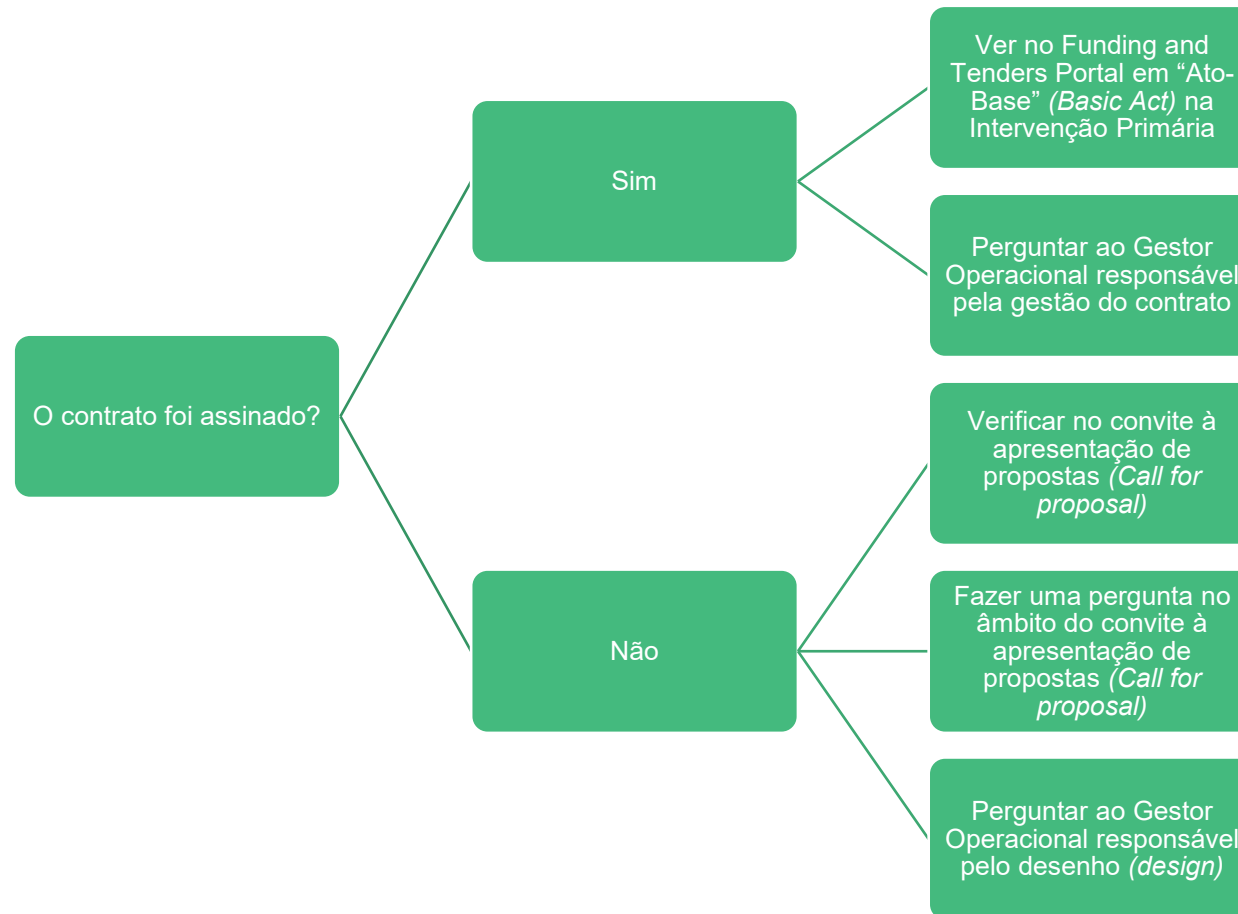 O contrato foi assinado?
Sim
Ver no Funding and
Tenders Portal em “Ato-
Base” (Basic Act) na
Intervenção Primária
Perguntar ao Gestor
Operacional responsável
pela gestão do contrato
Não
Verificar no convite à
apresentação de
propostas (Call for
proposal)
Fazer uma pergunta no
âmbito do convite à
apresentação de
propostas (Call for
proposal)
Perguntar ao Gestor
Operacional responsável
pelo desenho (design)